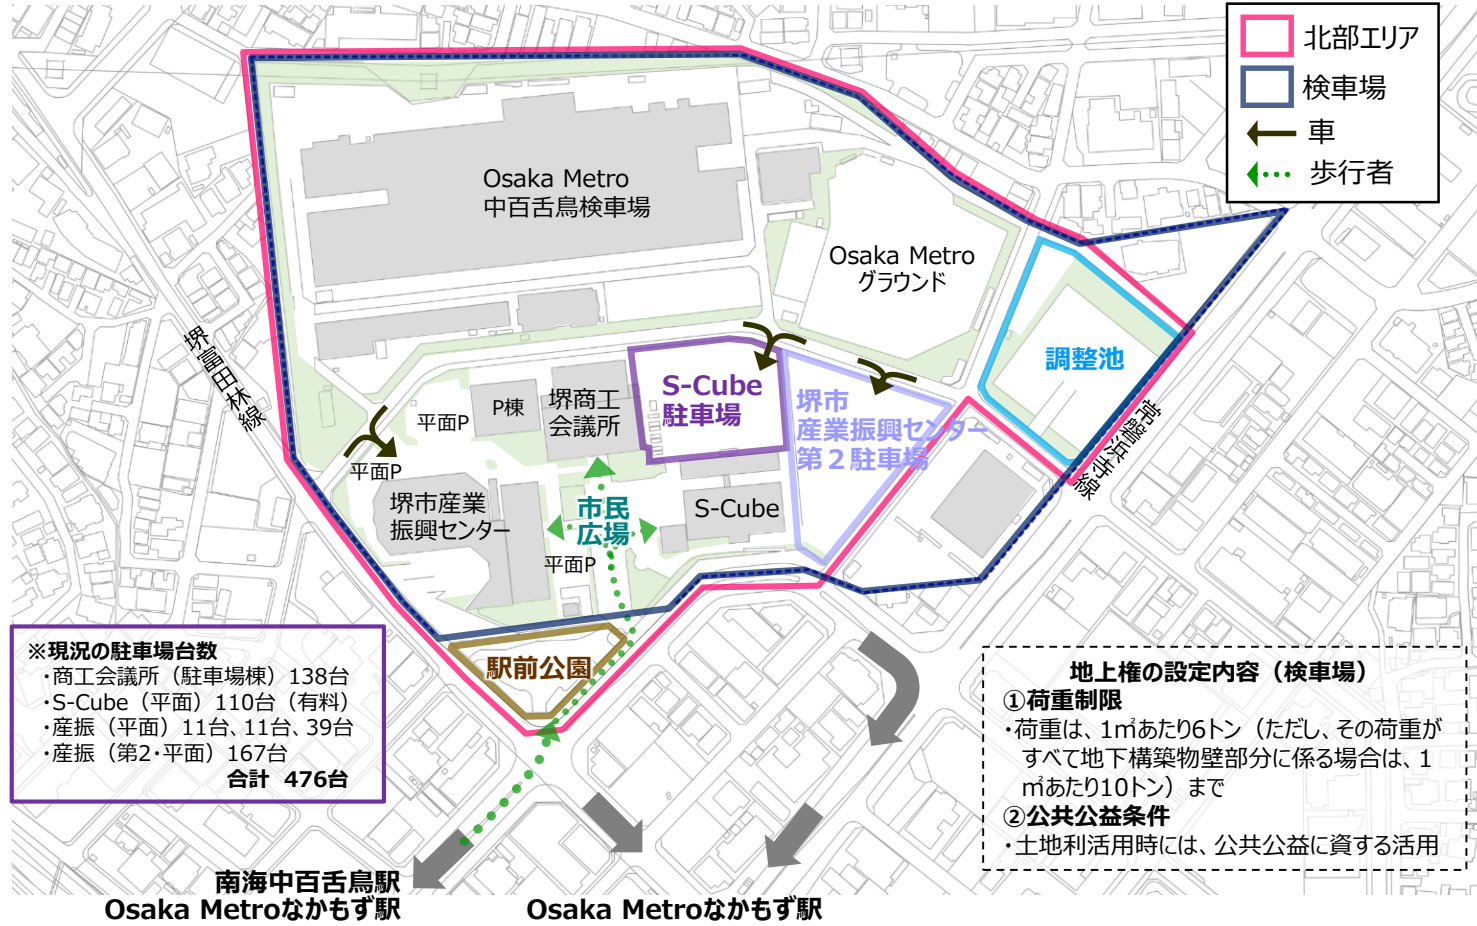 北部エリア
検車場
車
歩行者
Osaka Metro
中百舌鳥検車場
Osaka Metro
グラウンド
堺富田林線
調整池
常磐浜寺線
S-Cube
駐車場
堺市
産業振興センター
第２駐車場
堺商工
会議所
P棟
平面P
平面P
堺市産業
振興センター
市民
広場
S-Cube
平面P
駅前公園
※現況の駐車場台数
・商工会議所（駐車場棟）138台
・S-Cube（平面）110台（有料）
・産振（平面）11台、11台、39台
・産振（第2・平面）167台
合計 476台
地上権の設定内容（検車場）
①荷重制限
・荷重は、1㎡あたり6トン（ただし、その荷重が
すべて地下構築物壁部分に係る場合は、1
㎡あたり10トン）まで
②公共公益条件
・土地利活用時には、公共公益に資する活用
南海中百舌鳥駅
Osaka Metroなかもず駅
Osaka Metroなかもず駅